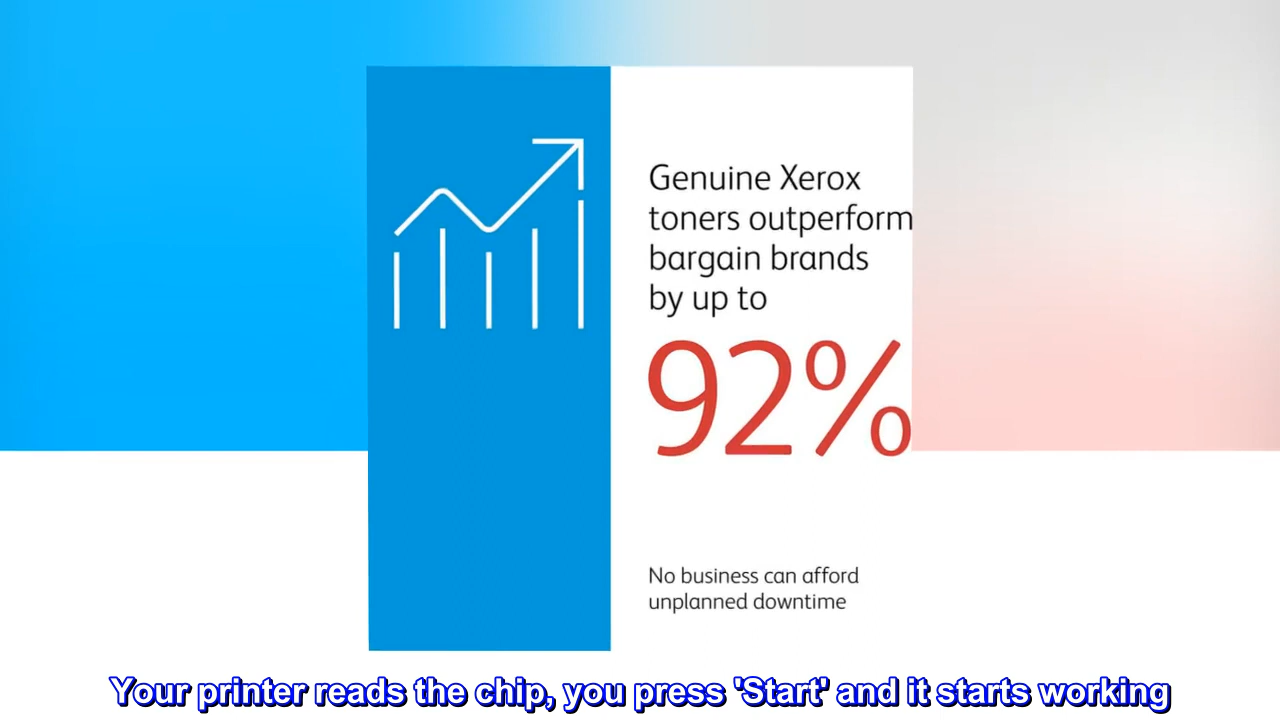 Genuine Xerox
toners outperform
bargain brands
by up to
92%
No business can afford
unplanned downtime
Your printer reads the chip, you press 'Start' and it starts working